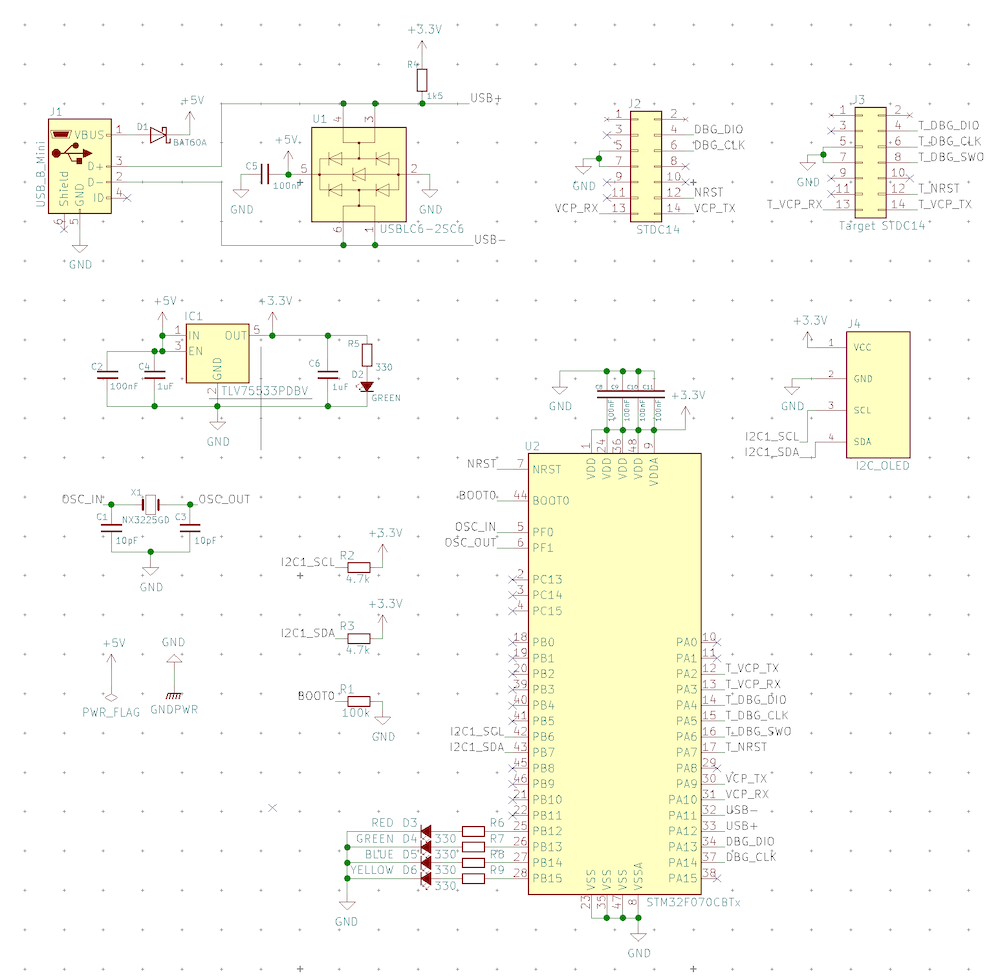 +3.3V
R4
1k5
USB+
J1
USB_B_Mini
VBUS
D+
D-
ID
Shield
GND
1
3
2
4
6
5
GND
D1
BAT60A
+5V
+5V
C5
100nF
GND
U1
4
3
5
2
6
1
USBLC6-2SC6
GND
USB-
J2
1
2
3
4
DBG_DIO
5
6
DBG_CLK
7
8
9
10
11
12
NRST
VCP_RX
13
14
VCP_TX
GND
STDC14
J3
1
2
3
4
T_DBG_DIO
5
6
T_DBG_CLK
7
8
T_DBG_SWO
9
10
11
12
T_NRST
T_VCP_RX
13
14
T_VCP_TX
GND
Target STDC14
+5V
+3.3V
IC1
1
IN
OUT
5
3
EN
GND
2
TLV75533PDBV
C2
100nF
C4
1uF
C6
1uF
R5
330
D2
GREEN
GND
+3.3V
J4
1
VCC
2
GND
3
SCL
4
SDA
GND
I2C1_SCL
I2C1_SDA
I2C_OLED
OSC_IN
X1
OSC_OUT
NX3225GD
C1
10pF
C3
10pF
GND
GND
C8
C9
C10
C11
100nF
100nF
100nF
100nF
+3.3V
U2
1
24
36
48
9
VDD
VDD
VDD
VDD
VDDA
NRST
7
NRST
BOOT0
44
BOOT0
OSC_IN
5
PF0
OSC_OUT
6
PF1
2
PC13
3
PC14
4
PC15
18
PB0
19
PB1
20
PB2
39
PB3
40
PB4
41
PB5
I2C1_SCL
42
PB6
I2C1_SDA
43
PB7
45
PB8
46
PB9
21
PB10
22
PB11
25
PB12
26
PB13
27
PB14
28
PB15
PA0
10
PA1
11
PA2
12
T_VCP_TX
PA3
13
T_VCP_RX
PA4
14
T_DBG_DIO
PA5
15
T_DBG_CLK
PA6
16
T_DBG_SWO
PA7
17
T_NRST
PA8
29
PA9
30
VCP_TX
PA10
31
VCP_RX
PA11
32
USB-
PA12
33
USB+
PA13
34
DBG_DIO
PA14
37
DBG_CLK
PA15
38
VSS
VSS
VSS
VSSA
23
35
47
8
STM32F070CBTx
GND
I2C1_SCL
R2
4.7k
+3.3V
I2C1_SDA
R3
4.7k
+3.3V
BOOT0
R1
100k
GND
+5V
PWR_FLAG
GND
GNDPWR
RED
D3
R6
GREEN
D4
330
R7
BLUE
D5
330
R8
YELLOW
D6
330
R9
330
GND